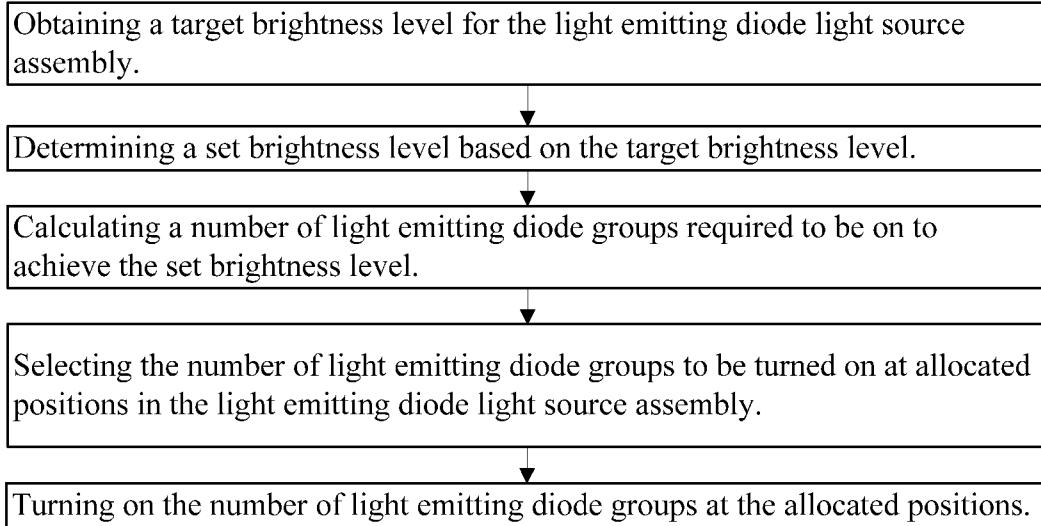 Obtaining a target brightness level for the light emitting diode light source
assembly.
Determining a set brightness level based on the target brightness level.
Calculating a number of light emitting diode groups required to be on to
achieve the set brightness level.
Selecting the number of light emitting diode groups to be turned on at allocated
positions in the light emitting diode light source assembly.
Turning on the number of light emitting diode groups at the allocated positions.